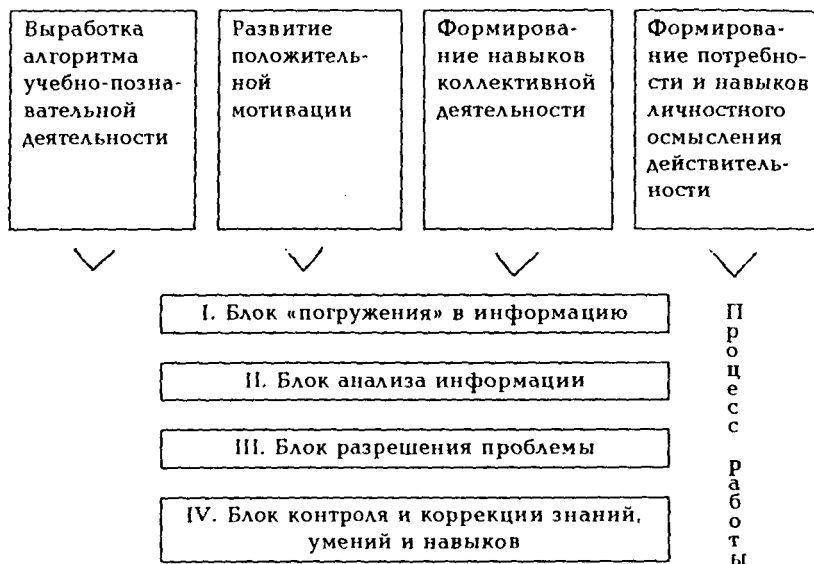 Выработка
алгоритма
учебно-позна-
вательной
деятельности
Развитие
положитель-
ной
мотивации
Формирова-
ние навыков
коллективной
деятельности
Формирова-
ние потребно-
сти и навыков
личностного
осмысления
действитель-
ности
I. Блок «погружения» в информацию
II. Блок анализа информации
III. Блок разрешения проблемы
IV. Блок контроля и коррекции знаний,
умений и навыков
Процесс работы